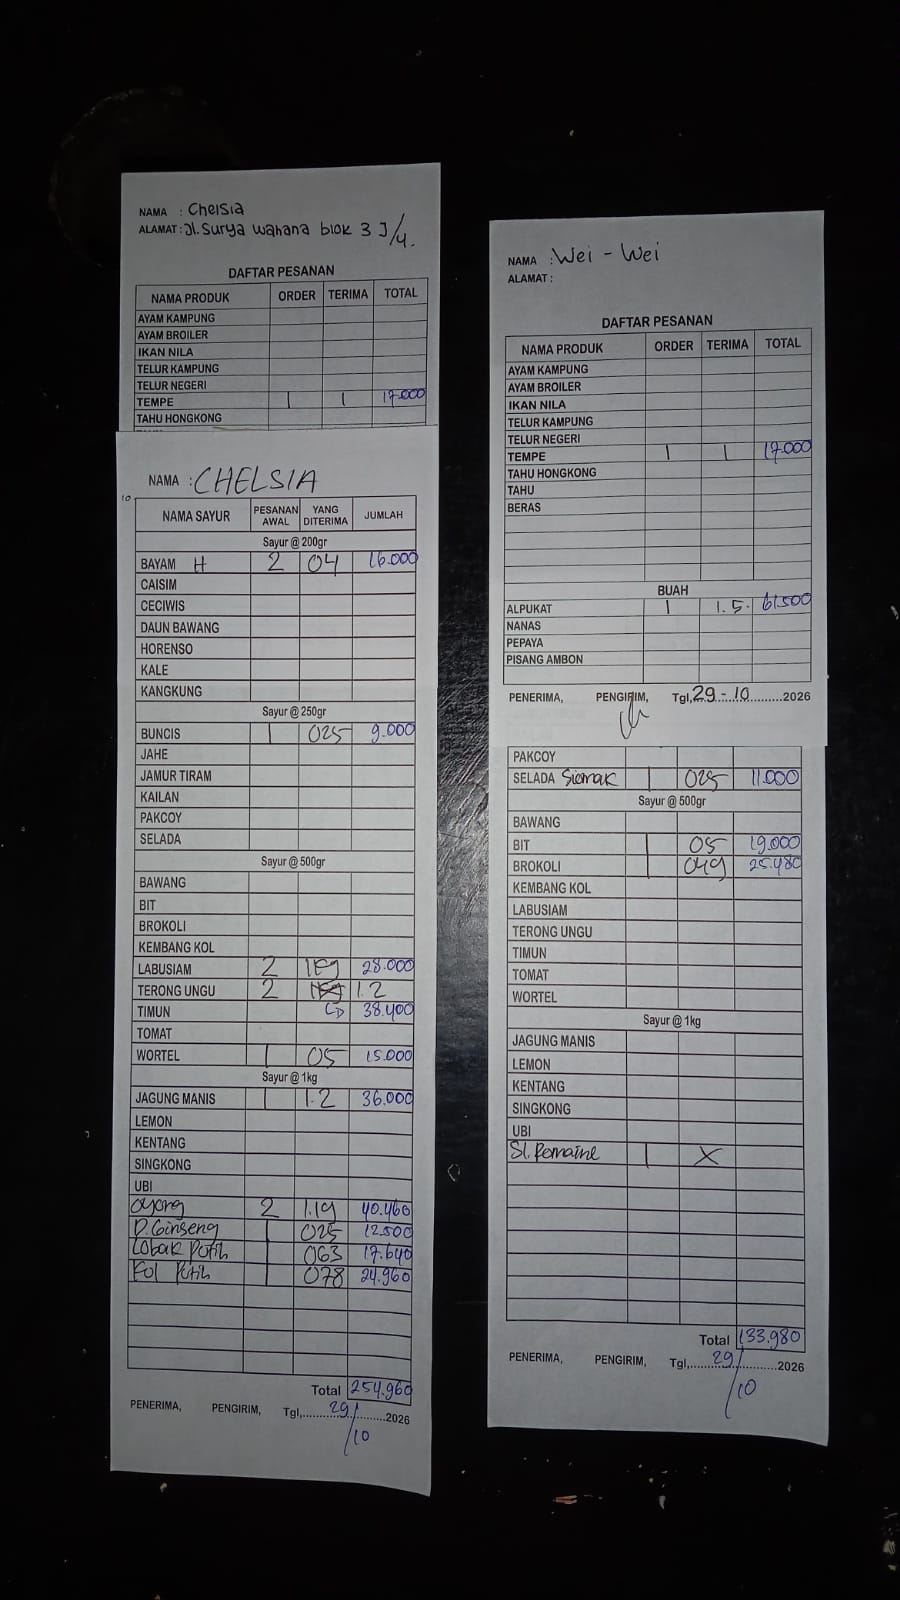 NAMA : Chelsia
ALAMAT : Jl. Surya wahana blok 3 J/4.
DAFTAR PESANAN
NAMA PRODUK ORDER TERIMA TOTAL
AYAM KAMPUNG
AYAM BROILER
IKAN NILA
TELUR KAMPUNG
TELUR NEGERI
TEMPE 1 1 17.000
TAHU HONGKONG
NAMA : CHELSIA
10
NAMA SAYUR PESANAN AWAL YANG DITERIMA JUMLAH
Sayur @ 200gr
BAYAM H 2 04 16.000
CAISIM
CECIWIS
DAUN BAWANG
HORENSO
KALE
KANGKUNG
Sayur @ 250gr
BUNCIS 1 025 9.000
JAHE
JAMUR TIRAM
KAILAN
PAKCOY
SELADA
Sayur @ 500gr
BAWANG
BIT
BROKOLI
KEMBANG KOL
LABUSIAM 2 1kg 28.000
TERONG UNGU 2 1.2
TIMUN 38.400
TOMAT
WORTEL 1 05 15.000
Sayur @ 1kg
JAGUNG MANIS 1 1.2 36.000
LEMON
KENTANG
SINGKONG
UBI
Oyong 2 1.19 40.460
D. Ginseng 1 025 12.500
Lobak Putih 1 063 17.640
Kol Putih 1 078 24.960
Total 254.960
PENERIMA, PENGIRIM, Tgl, 29/10 2026
NAMA : Wei - Wei
ALAMAT :
DAFTAR PESANAN
NAMA PRODUK ORDER TERIMA TOTAL
AYAM KAMPUNG
AYAM BROILER
IKAN NILA
TELUR KAMPUNG
TELUR NEGERI
TEMPE 1 1 17.000
TAHU HONGKONG
TAHU
BERAS
BUAH
ALPUKAT 1 1.5. 61.500
NANAS
PEPAYA
PISANG AMBON
PENERIMA, PENGIRIM, Tgl, 29-10 2026
PAKCOY
SELADA Siomak 1 025 11.000
Sayur @ 500gr
BAWANG
BIT 1 05 19.000
BROKOLI 1 049 25.480
KEMBANG KOL
LABUSIAM
TERONG UNGU
TIMUN
TOMAT
WORTEL
Sayur @ 1kg
JAGUNG MANIS
LEMON
KENTANG
SINGKONG
UBI
Sl. Romaine 1 X
Total 133.980
PENERIMA, PENGIRIM, Tgl, 29/10 2026